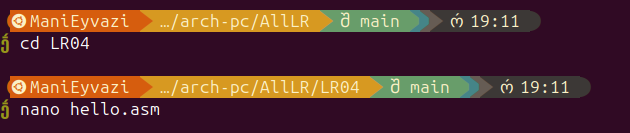 ManiEyvazi …/arch-pc/AllLR შ main ო́ 19:11
ჭ cd LR04
ManiEyvazi …/arch-pc/AllLR/LR04 შ main ო́ 19:11
ჭ nano hello.asm